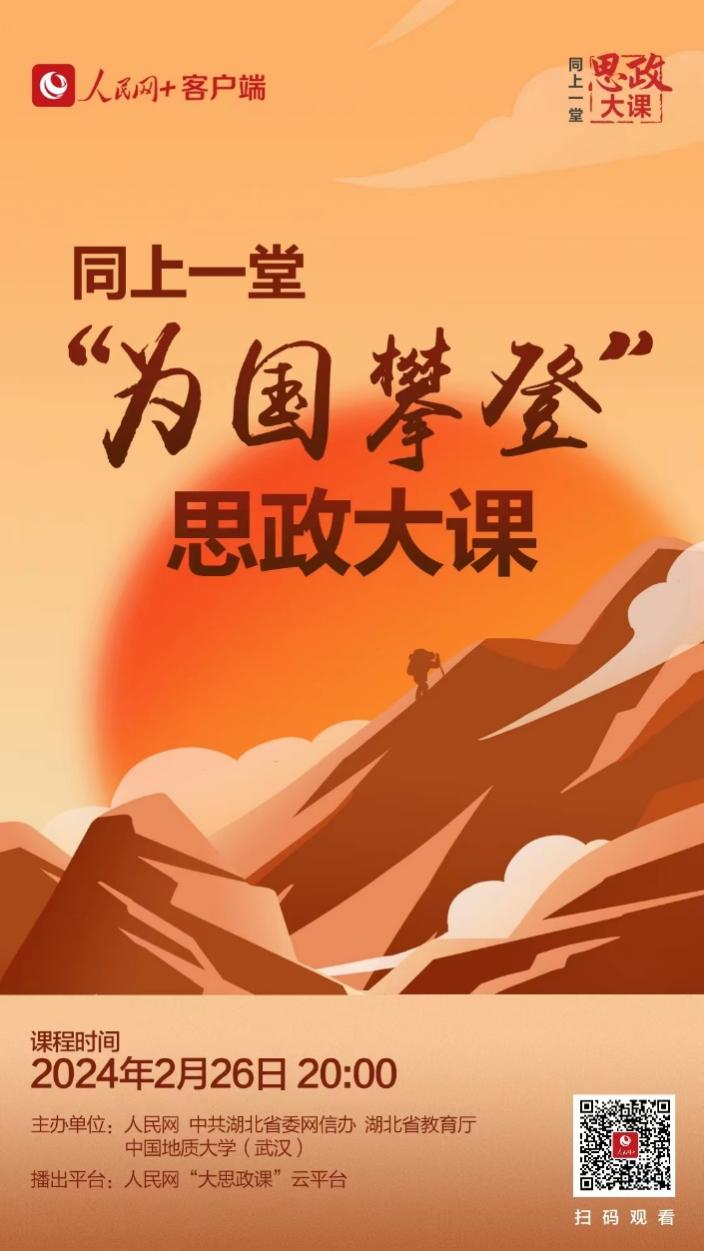 人民网+客户端
同上一堂
思政
大课
同上一堂
“为国攀登”
思政大课
课程时间
2024年2月26日 20:00
主办单位：人民网 中共湖北省委网信办 湖北省教育厅
中国地质大学（武汉）
播出平台：人民网“大思政课”云平台
人民网+
扫码观看